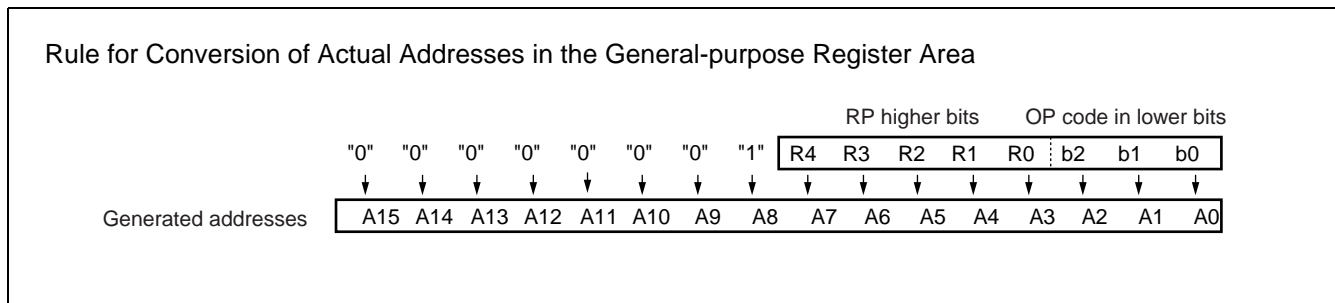 Rule for Conversion of Actual Addresses in the General-purpose Register Area
RP higher bits OP code in lower bits
"0" "0" "0" "0" "0" "0" "0" "1" R4 R3 R2 R1 R0 b2 b1 b0
Generated addresses A15 A14 A13 A12 A11 A10 A9 A8 A7 A6 A5 A4 A3 A2 A1 A0